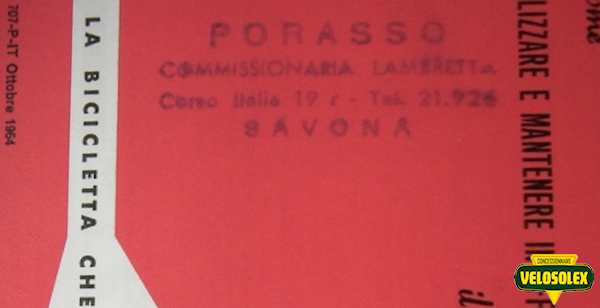 PORASSO
COMMISSIONARIA LAMBRETTA
Corso Italia 19 r - Tel. 21.926
SAVONA
707-P-IT Ottobre 1964
LA BICICLETTA CHE
LIZZARE E MANTENERE
il
CONCESSIONNAIRE
VELOSOLEX